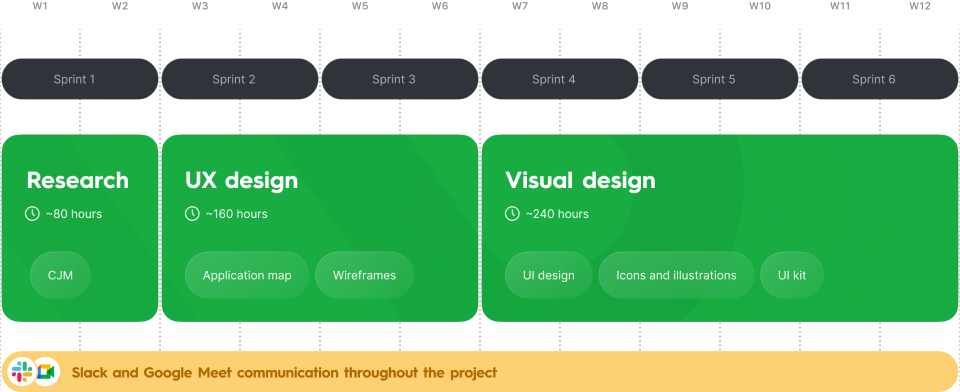 W1 W2 W3 W4 W5 W6 W7 W8 W9 W10 W11 W12
Sprint 1 Sprint 2 Sprint 3 Sprint 4 Sprint 5 Sprint 6
Research
~80 hours
CJM
UX design
~160 hours
Application map Wireframes
Visual design
~240 hours
UI design Icons and illustrations UI kit
Slack and Google Meet communication throughout the project